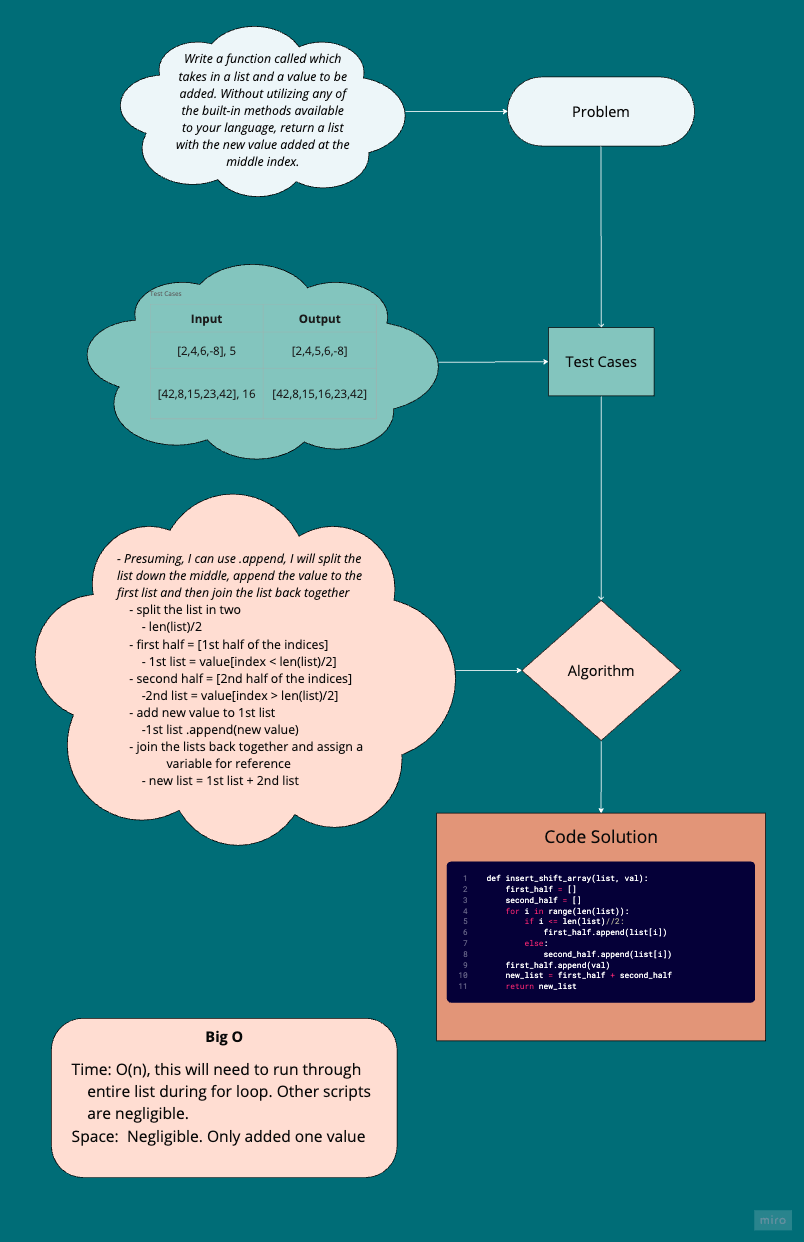 Write a function called which
takes in a list and a value to be
added. Without utilizing any of
the built-in methods available
to your language, return a list
with the new value added at the
middle index.
Problem
Test Cases
Input Output
[2,4,6,-8], 5 [2,4,5,6,-8]
[42,8,15,23,42], 16 [42,8,15,16,23,42]
Test Cases
- Presuming, I can use .append, I will split the
list down the middle, append the value to the
first list and then join the list back together
- split the list in two
- len(list)/2
- first half = [1st half of the indices]
- 1st list = value[index < len(list)/2]
- second half = [2nd half of the indices]
-2nd list = value[index > len(list)/2]
- add new value to 1st list
-1st list .append(new value)
- join the lists back together and assign a
variable for reference
- new list = 1st list + 2nd list
Algorithm
Code Solution
1 def insert_shift_array(list, val):
2 first_half = []
3 second_half = []
4 for i in range(len(list)):
5 if i <= len(list)//2:
6 first_half.append(list[i])
7 else:
8 second_half.append(list[i])
9 first_half.append(val)
10 new_list = first_half + second_half
11 return new_list
Big O
Time: O(n), this will need to run through
entire list during for loop. Other scripts
are negligible.
Space:  Negligible. Only added one value
miro